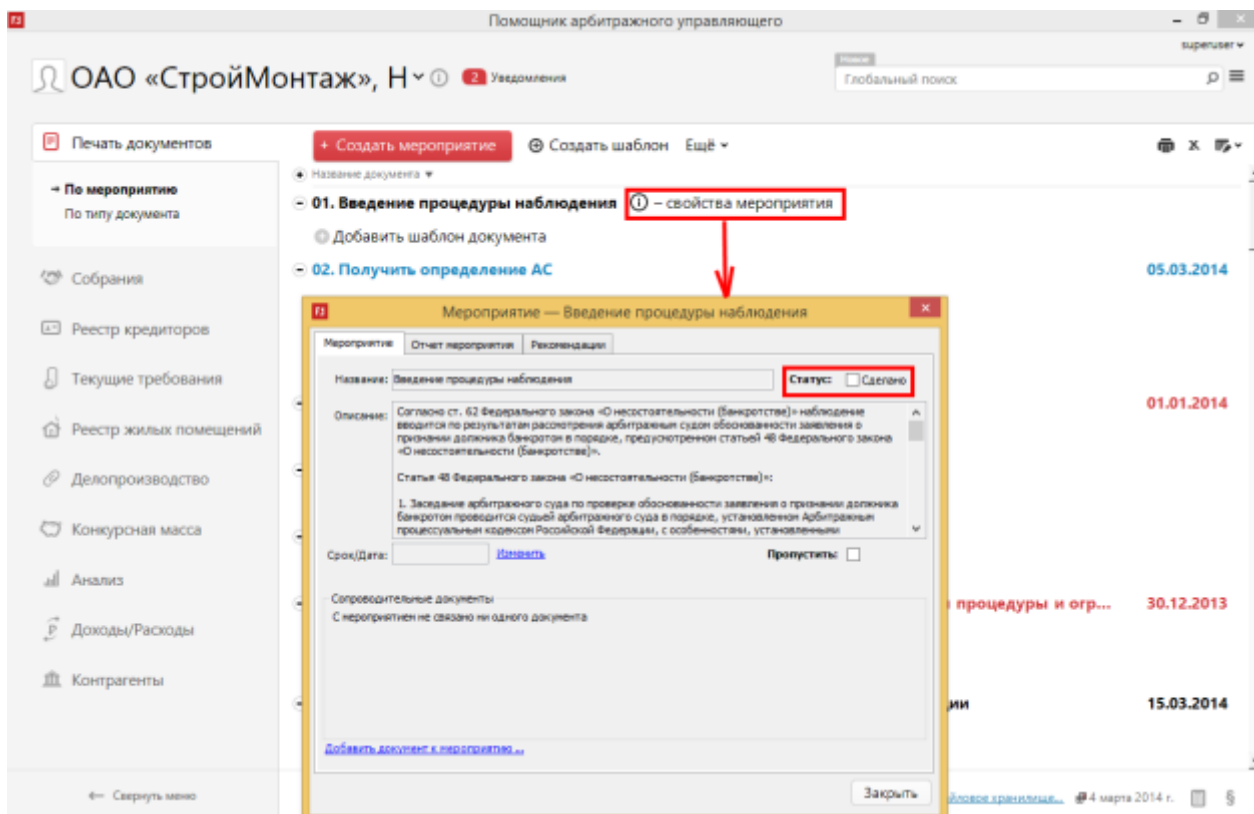 Помощник арбитражного управляющего
superuser
ОАО «СтройМонтаж», Н
2 Уведомления
Новое
Глобальный поиск
Печать документов
+ Создать мероприятие
Создать шаблон
Ещё
Название документа
→ По мероприятию
По типу документа
01. Введение процедуры наблюдения
– свойства мероприятия
Добавить шаблон документа
02. Получить определение АС
05.03.2014
Собрания
Реестр кредиторов
Текущие требования
Реестр жилых помещений
Делопроизводство
Конкурсная масса
Анализ
Доходы/Расходы
Контрагенты
Мероприятие — Введение процедуры наблюдения
Мероприятие
Отчет мероприятия
Рекомендации
Название: Введение процедуры наблюдения
Статус: Сделано
Описание: Согласно ст. 62 Федерального закона «О несостоятельности (банкротстве)» наблюдение
вводится по результатам рассмотрения арбитражным судом обоснованности заявления о
признании должника банкротом в порядке, предусмотренном статьей 48 Федерального закона
«О несостоятельности (банкротстве)».
Статья 48 Федерального закона «О несостоятельности (банкротстве)»:
1. Заседание арбитражного суда по проверке обоснованности заявления о признании должника
банкротом проводится судьей арбитражного суда в порядке, установленном Арбитражным
процессуальным кодексом Российской Федерации, с особенностями, установленными
01.01.2014
Срок/Дата:
Изменить
Пропустить:
Сопроводительные документы
С мероприятием не связано ни одного документа
процедуры и огр...
30.12.2013
ии
15.03.2014
Добавить документ к мероприятию ...
Закрыть
← Свернуть меню
йловое хранилище...
4 марта 2014 г.
§